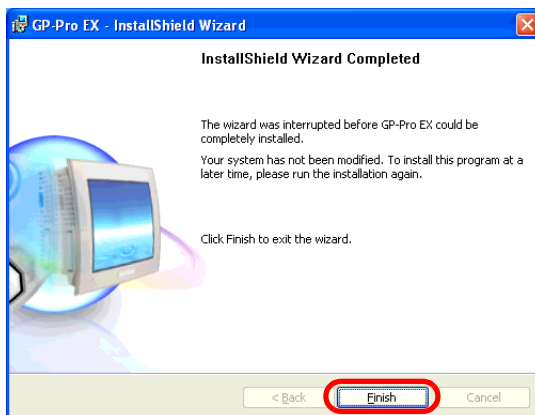 GP-Pro EX - InstallShield Wizard
InstallShield Wizard Completed
The wizard was interrupted before GP-Pro EX could be
completely installed.
Your system has not been modified. To install this program at a
later time, please run the installation again.
Click Finish to exit the wizard.
< Back Finish Cancel